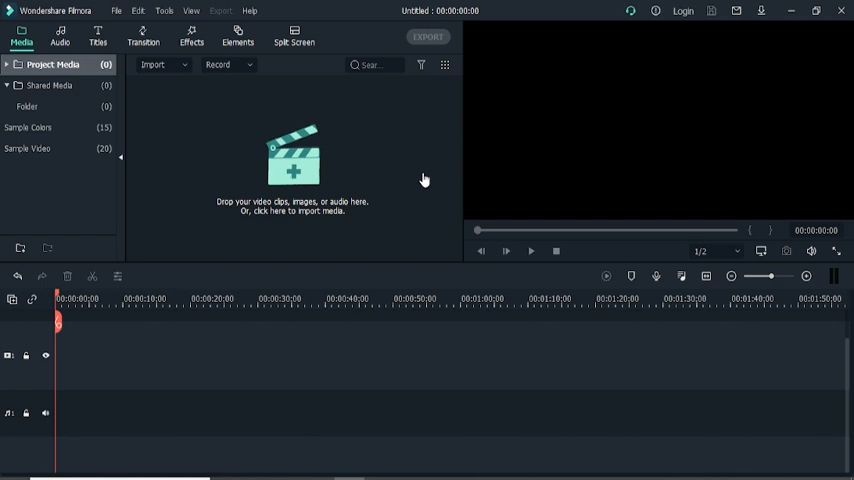 Wondershare Filmora File Edit Tools View Export Help Untitled : 00:00:00:00 Login
Media Audio Titles Transition Effects Elements Split Screen EXPORT
Project Media (0) Import Record Sear...
Shared Media (0)
Folder (0)
Sample Colors (15)
Sample Video (20)
Drop your video clips, images, or audio here.
Or, click here to import media.
{ } 00:00:00:00
1/2
00:00:00:00 00:00:10:00 00:00:20:00 00:00:30:00 00:00:40:00 00:00:50:00 00:01:00:00 00:01:10:00 00:01:20:00 00:01:30:00 00:01:40:00 00:01:50:00
1
1